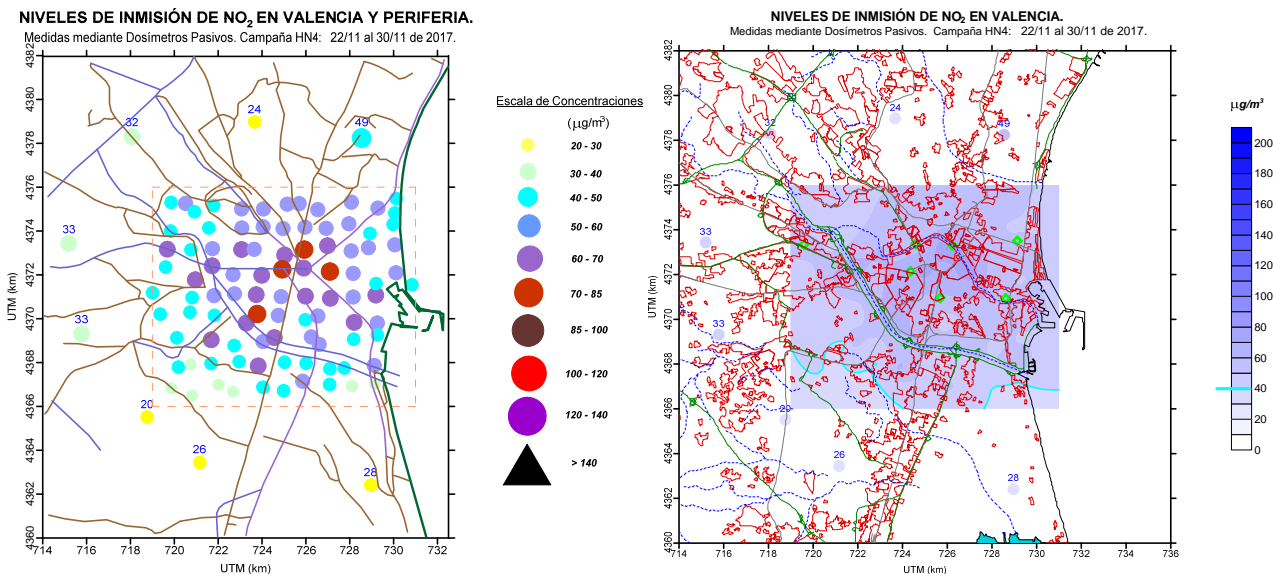 NIVELES DE INMISIÓN DE NO2 EN VALENCIA Y PERIFERIA.
Medidas mediante Dosímetros Pasivos. Campaña HN4: 22/11 al 30/11 de 2017.
4382
4380
4378
4376
4374
4372
4370
4368
4366
4364
4362
4360
UTM (km)
24
32
49
33
33
20
26
28
714 716 718 720 722 724 726 728 730 732
UTM (km)
Escala de Concentraciones
(µg/m³)
20 - 30
30 - 40
40 - 50
50 - 60
60 - 70
70 - 85
85 - 100
100 - 120
120 - 140
> 140
NIVELES DE INMISIÓN DE NO2 EN VALENCIA.
Medidas mediante Dosímetros Pasivos. Campaña HN4: 22/11 al 30/11 de 2017.
4382
4380
4378
4376
4374
4372
4370
4368
4366
4364
4362
4360
UTM (km)
24
32
49
33
33
20
26
28
714 716 718 720 722 724 726 728 730 732 734 736
UTM (km)
µg/m³
200
180
160
140
120
100
80
60
40
20
0